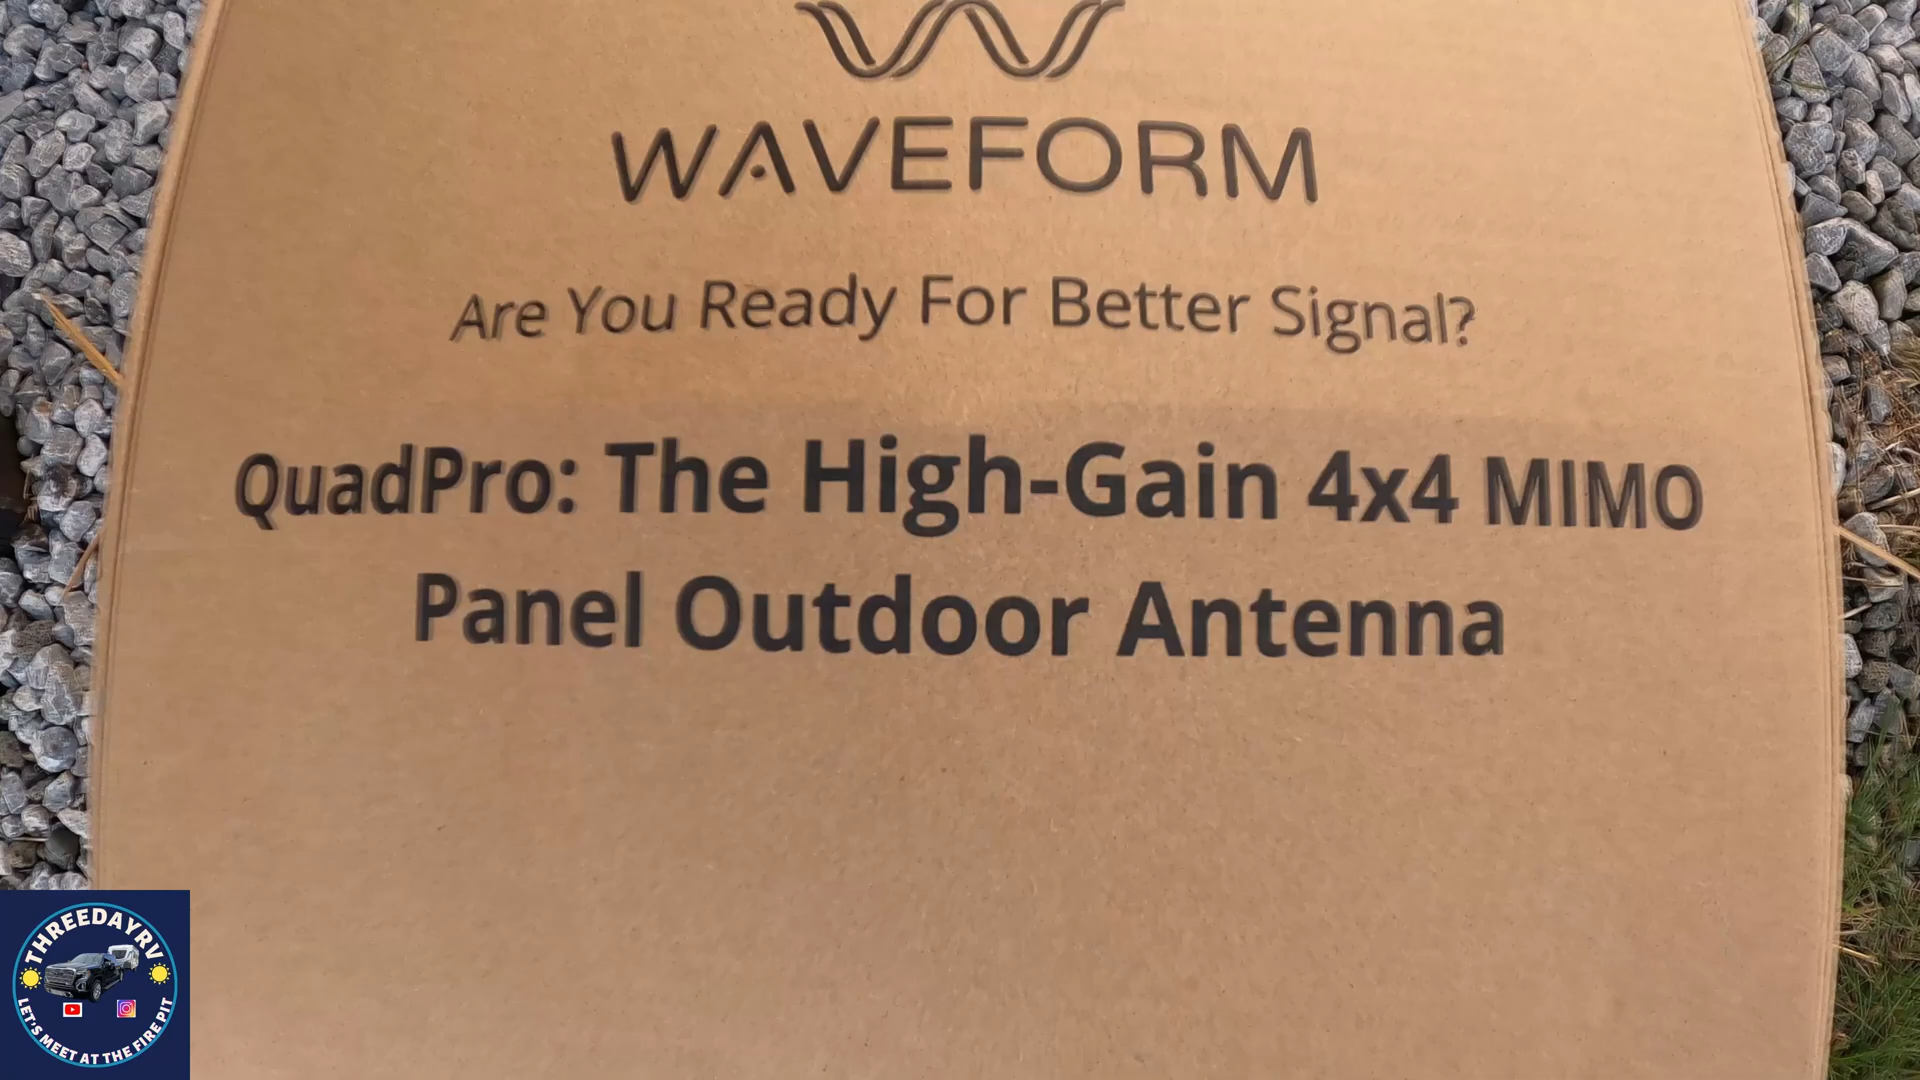 WAVEFORM
Are You Ready For Better Signal?
QuadPro: The High-Gain 4x4 MIMO
Panel Outdoor Antenna
THREEDAYRV
LET'S MEET AT THE FIRE PIT